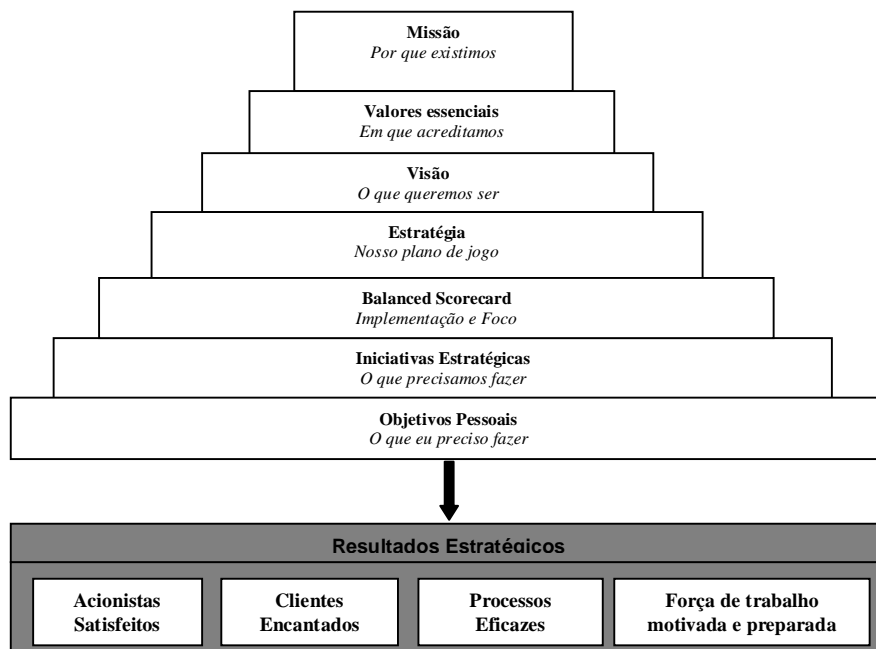 Missão
Por que existimos
Valores essenciais
Em que acreditamos
Visão
O que queremos ser
Estratégia
Nosso plano de jogo
Balanced Scorecard
Implementação e Foco
Iniciativas Estratégicas
O que precisamos fazer
Objetivos Pessoais
O que eu preciso fazer
Resultados Estratégicos
Acionistas
Satisfeitos
Clientes
Encantados
Processos
Eficazes
Força de trabalho
motivada e preparada